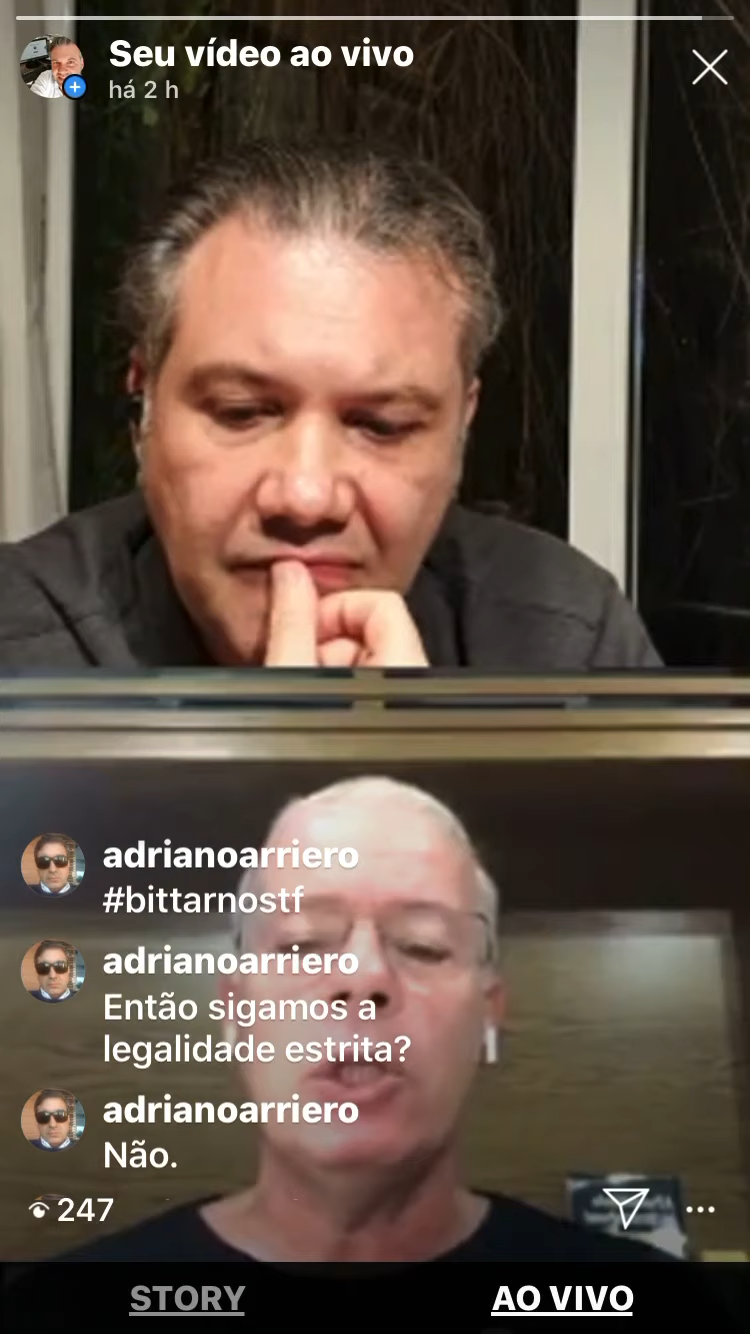 Seu vídeo ao vivo
há 2 h
adrianoarriero
#bittarnostf
adrianoarriero
Então sigamos a
legalidade estrita?
adrianoarriero
Não.
247
STORY
AO VIVO